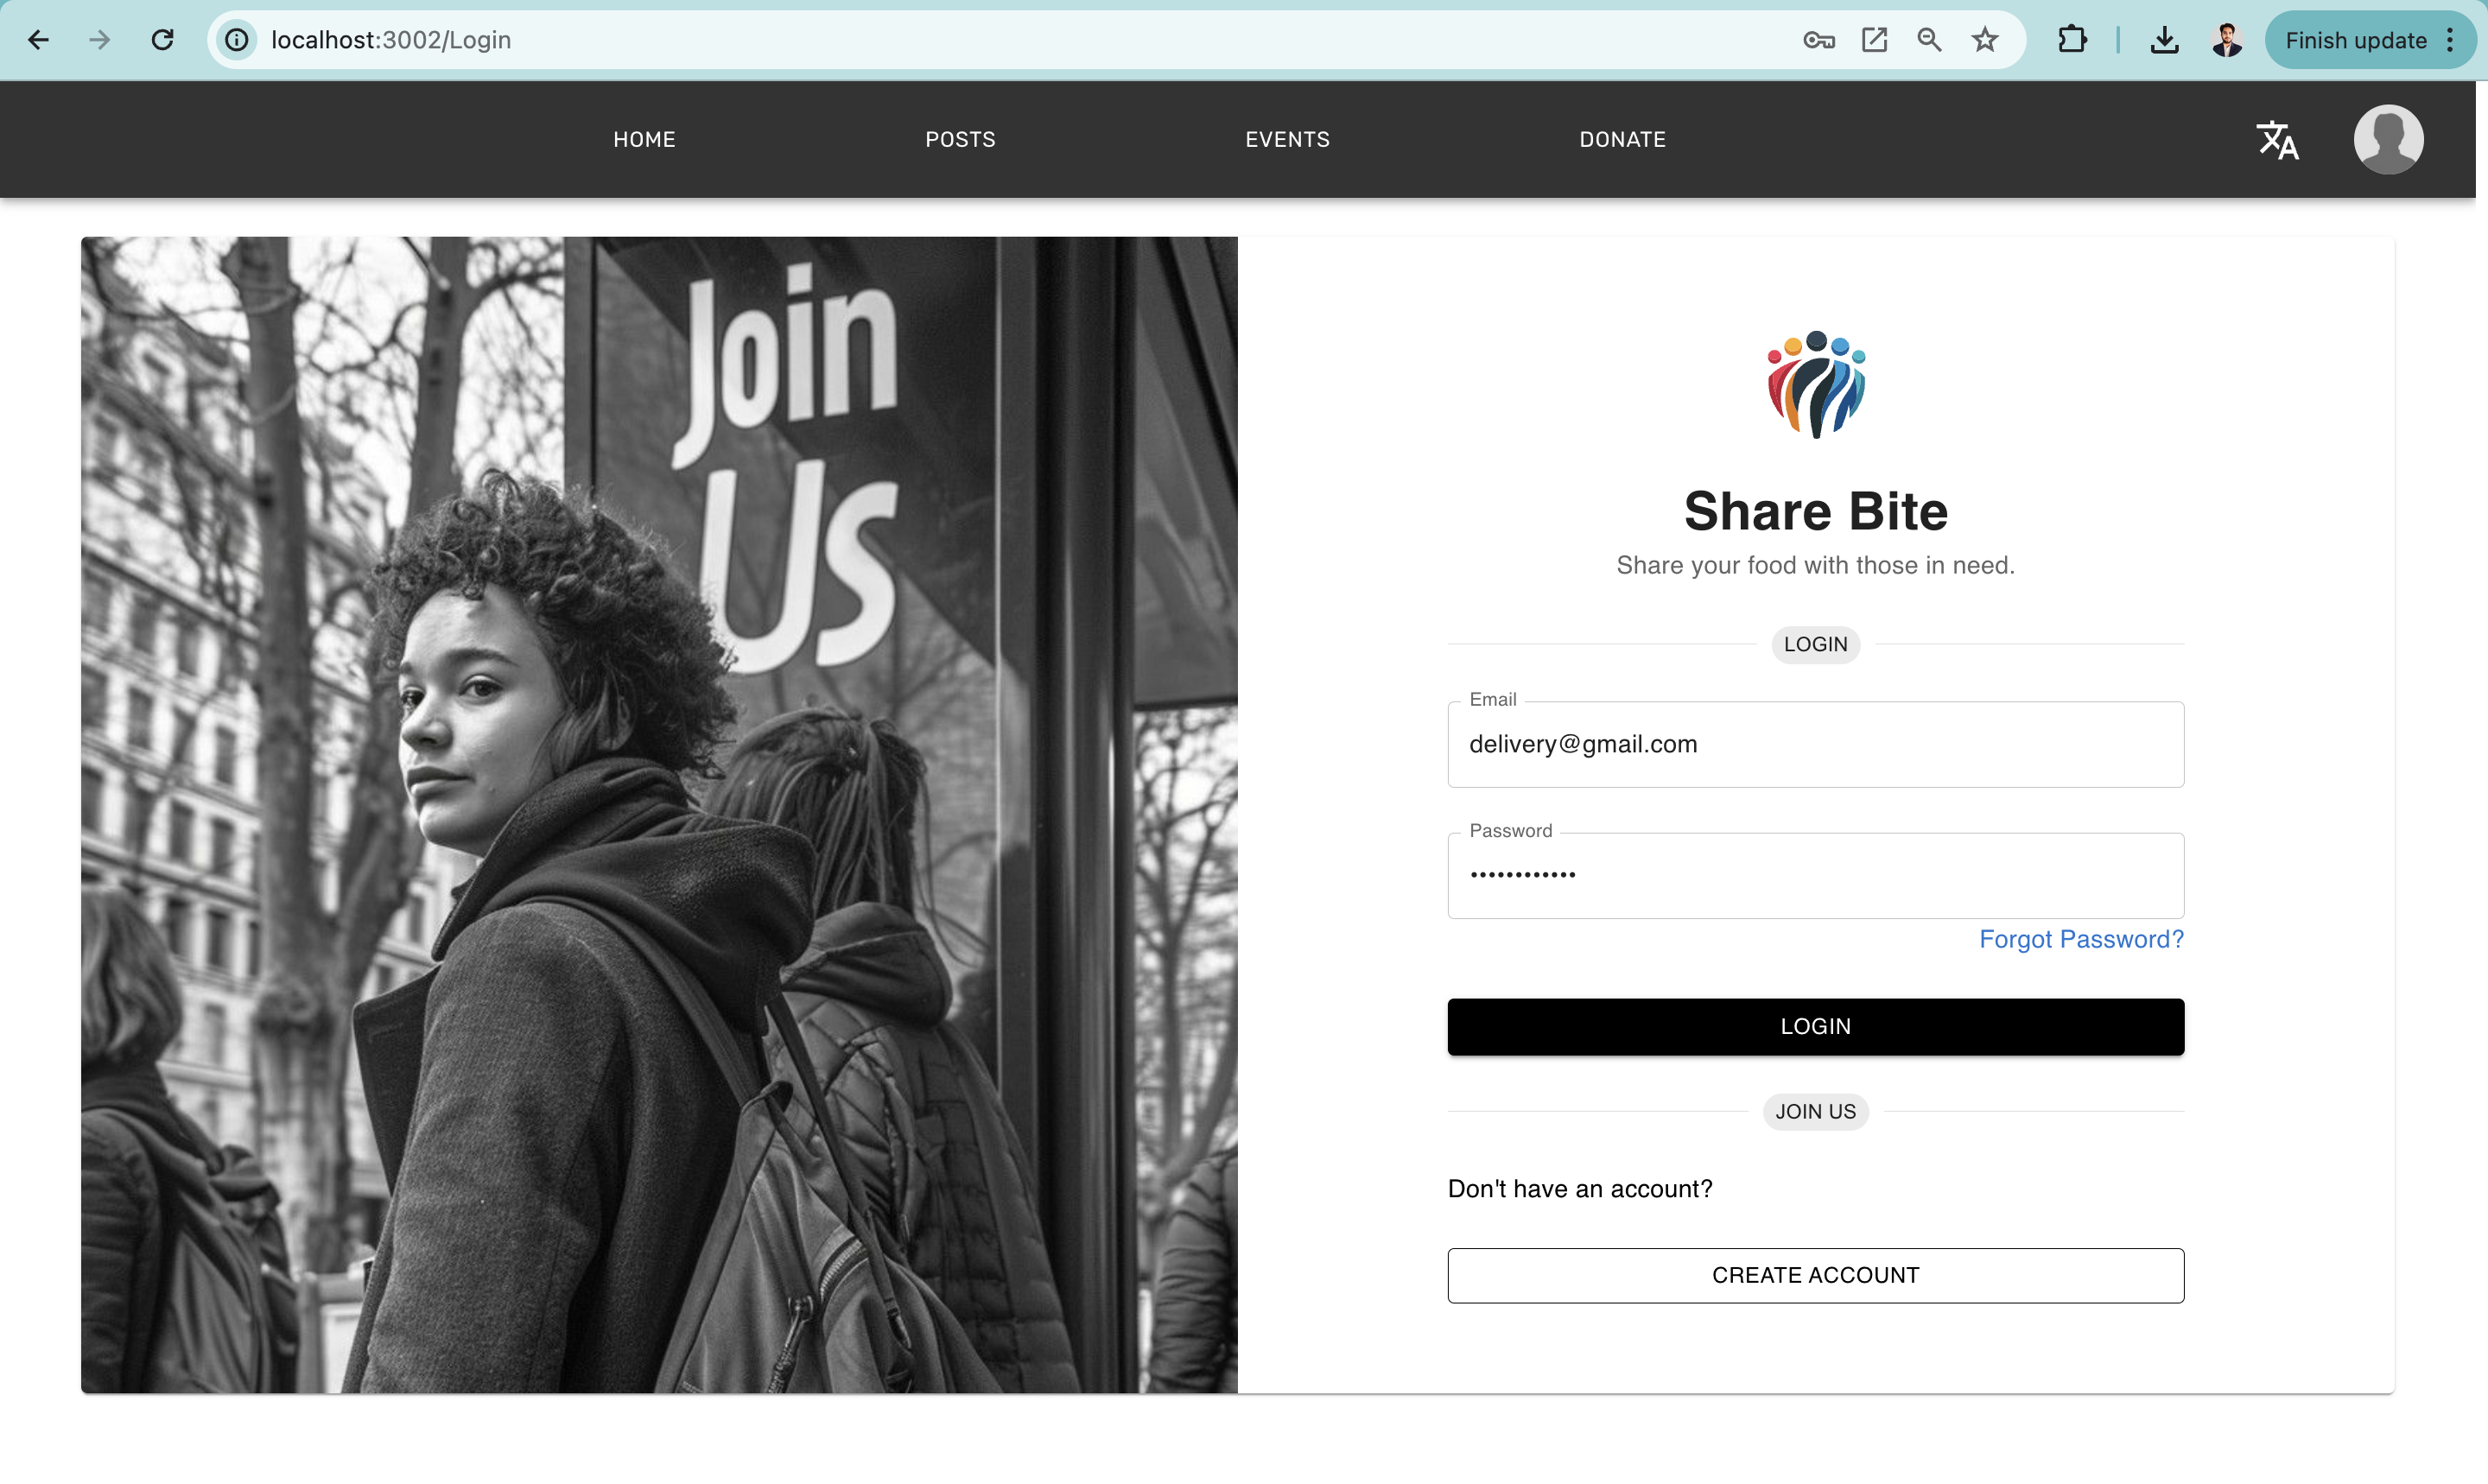 localhost:3002/Login
Finish update
HOME POSTS EVENTS DONATE
Join
Us
Share Bite
Share your food with those in need.
LOGIN
Email
delivery@gmail.com
Password
••••••••••••
Forgot Password?
LOGIN
JOIN US
Don't have an account?
CREATE ACCOUNT